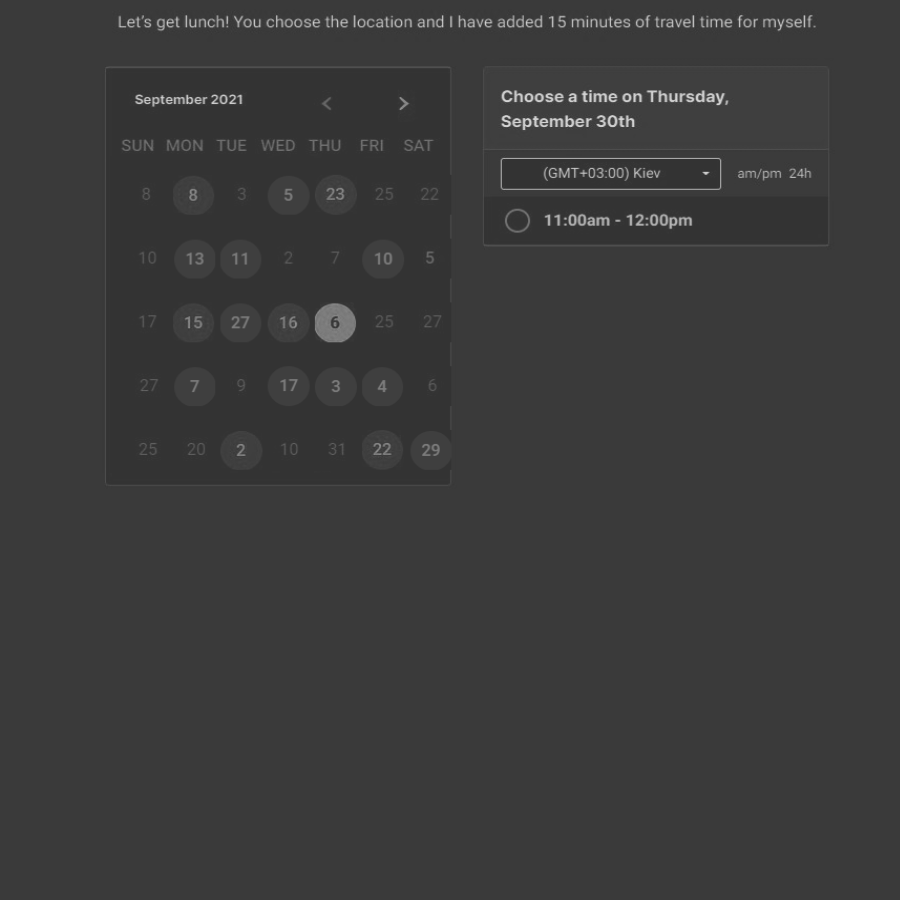 Let's get lunch! You choose the location and I have added 15 minutes of travel time for myself.
September 2021 < >
SUN MON TUE WED THU FRI SAT
8 8 3 5 23 25 22
10 13 11 2 7 10 5
17 15 27 16 6 25 27
27 7 9 17 3 4 6
25 20 2 10 31 22 29
Choose a time on Thursday,
September 30th
(GMT+03:00) Kiev am/pm 24h
11:00am - 12:00pm